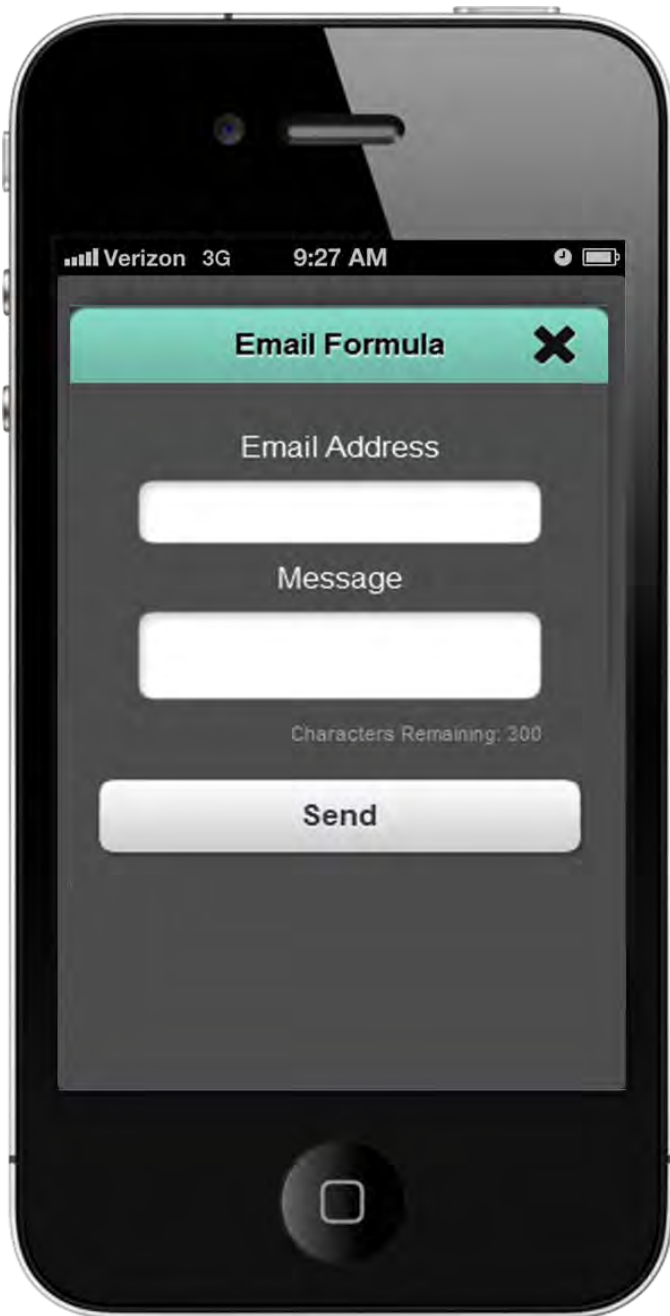 Verizon 3G 9:27 AM
Email Formula
Email Address
Message
Characters Remaining: 300
Send